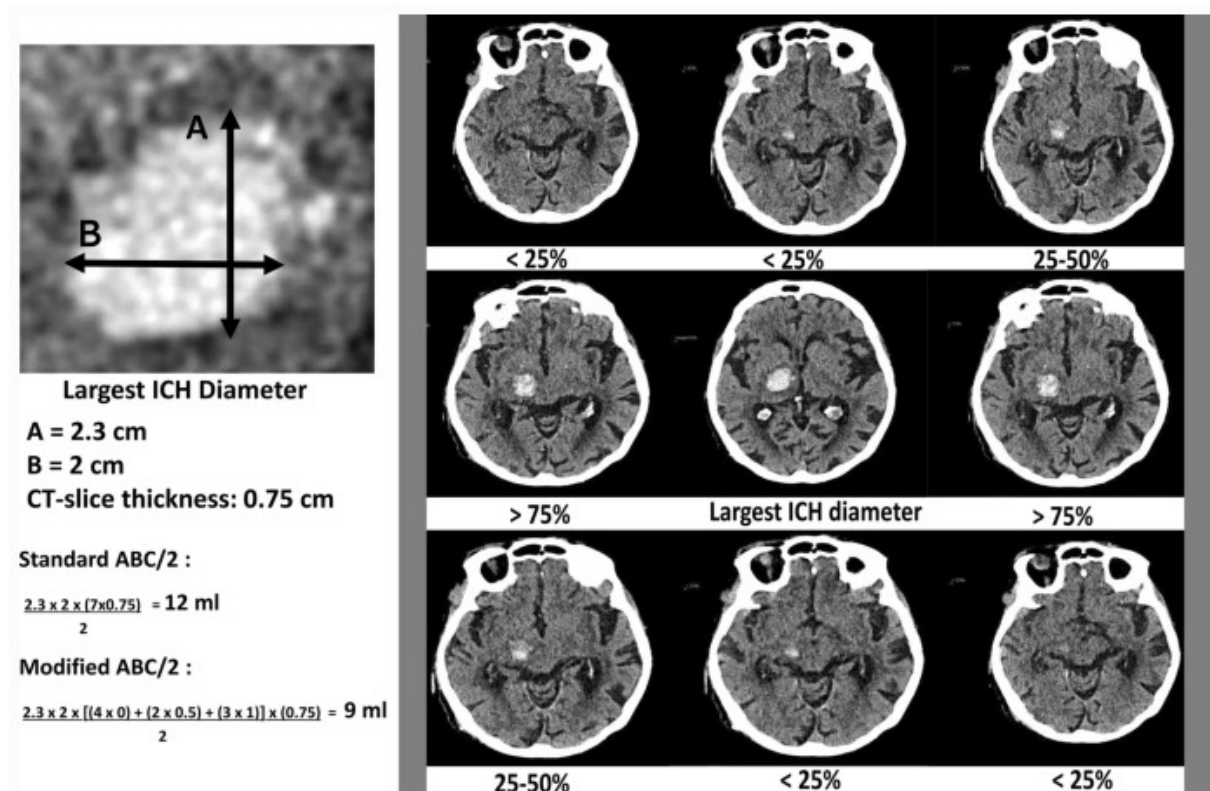 A
B
Largest ICH Diameter
A = 2.3 cm
B = 2 cm
CT-slice thickness: 0.75 cm
Standard ABC/2 :
2.3 x 2 x (7x0.75) = 12 ml
2
Modified ABC/2 :
2.3 x 2 x [(4 x 0) + (2 x 0.5) + (3 x 1)] x (0.75) = 9 ml
2
< 25% < 25% 25-50%
> 75% Largest ICH diameter > 75%
25-50% < 25% < 25%